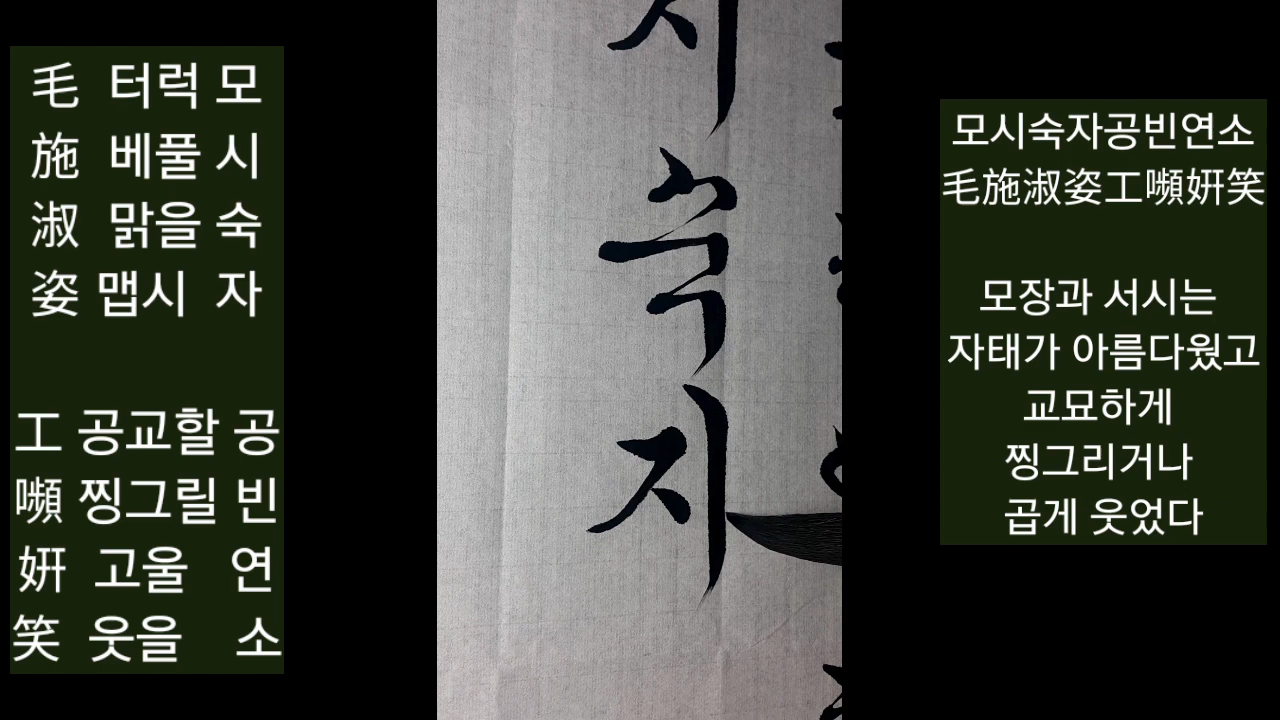 毛 터럭 모
施 베풀 시
淑 맑을 숙
姿 맵시 자
工 공교할 공
嚬 찡그릴 빈
姸 고울 연
笑 웃을 소
시
숙
지
모시숙자공빈연소
毛施淑姿工嚬姸笑
모장과 서시는
자태가 아름다웠고
교묘하게
찡그리거나
곱게 웃었다